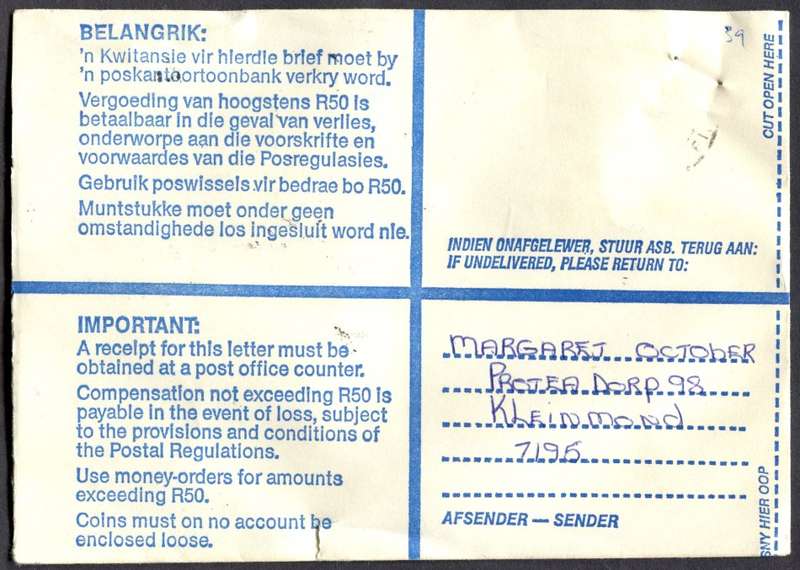 BELANGRIK:
'n Kwitansie vir hierdie brief moet by
'n poskantoortoonbank verkry word.
Vergoeding van hoogstens R50 is
betaalbaar in die geval van verlies,
onderworpe aan die voorskrifte en
voorwaardes van die Posregulasies.
Gebruik poswissels vir bedrae bo R50.
Muntstukke moet onder geen
omstandighede los ingesluit word nie.
59
CUT OPEN HERE
INDIEN ONAFGELEWER, STUUR ASB. TERUG AAN:
IF UNDELIVERED, PLEASE RETURN TO:
IMPORTANT:
A receipt for this letter must be
obtained at a post office counter.
Compensation not exceeding R50 is
payable in the event of loss, subject
to the provisions and conditions of
the Postal Regulations.
Use money-orders for amounts
exceeding R50.
Coins must on no account be
enclosed loose.
MARGARET OCTOBER
PROTEA DORP 98
KLEINMOND
7195
AFSENDER — SENDER
SNY HIER OOP